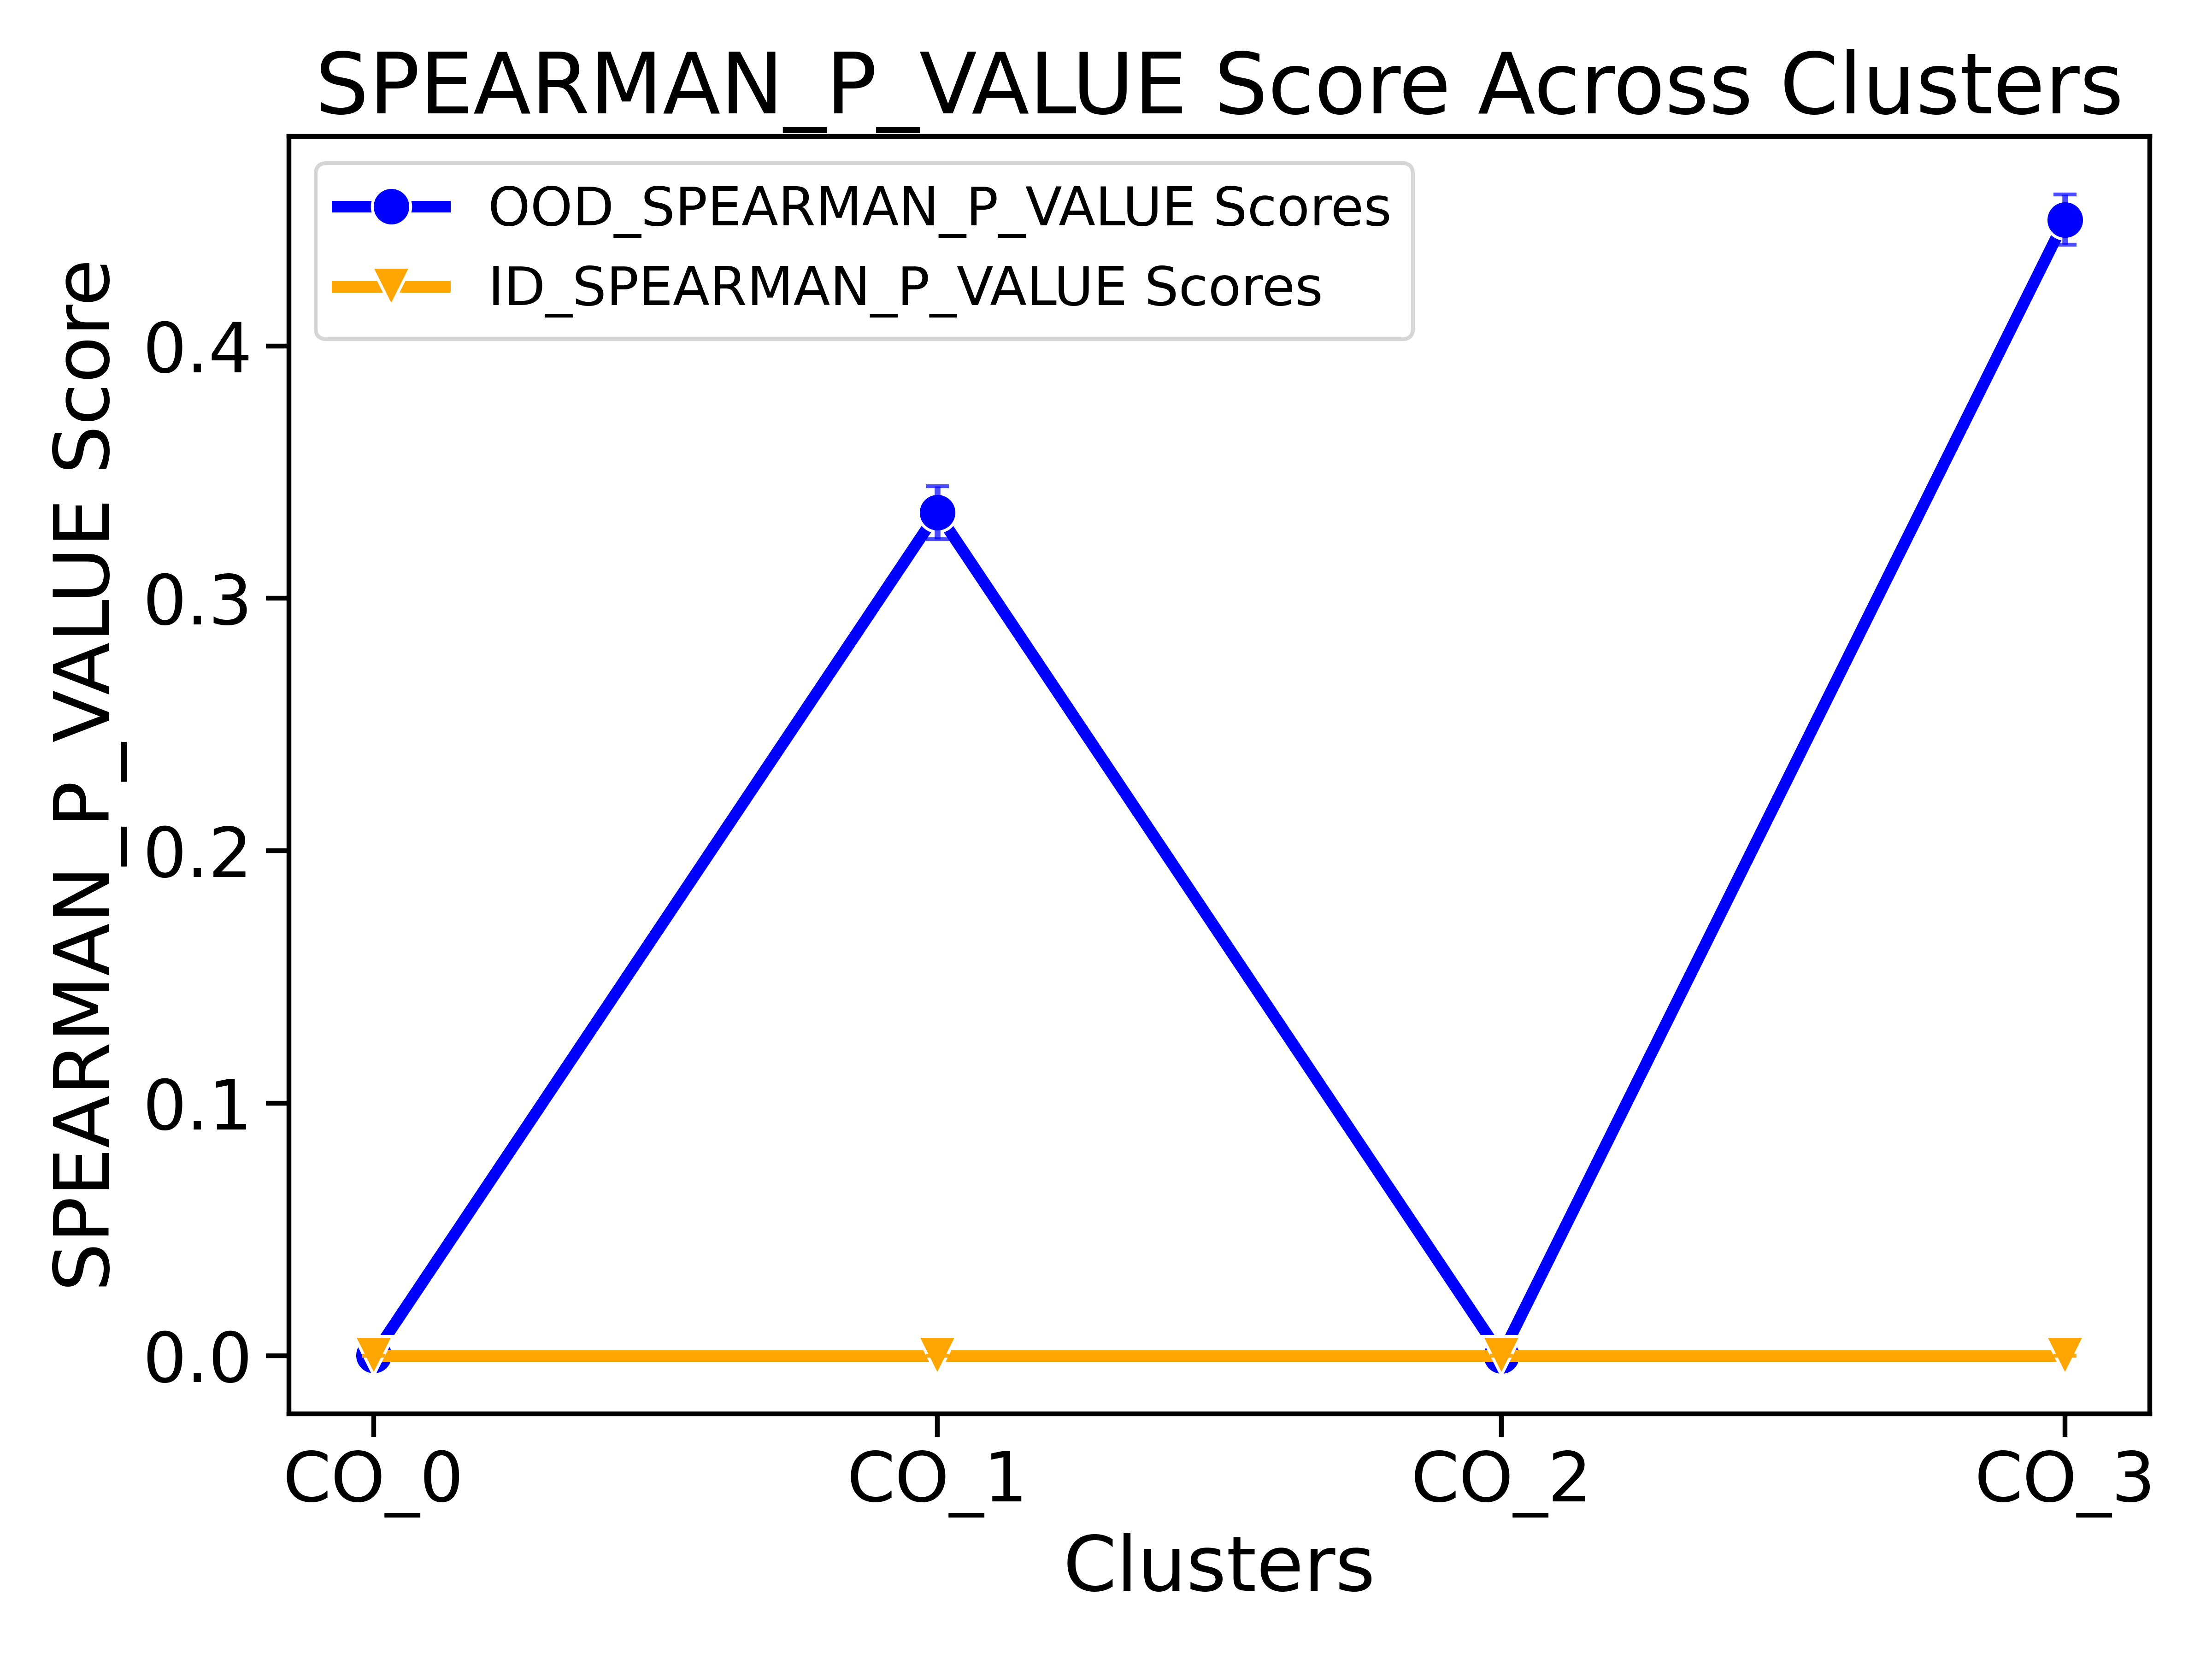 SPEARMAN_P_VALUE Score Across Clusters
OOD_SPEARMAN_P_VALUE Scores
ID_SPEARMAN_P_VALUE Scores
SPEARMAN_P_VALUE Score
0.4
0.3
0.2
0.1
0.0
CO_0 CO_1 CO_2 CO_3
Clusters